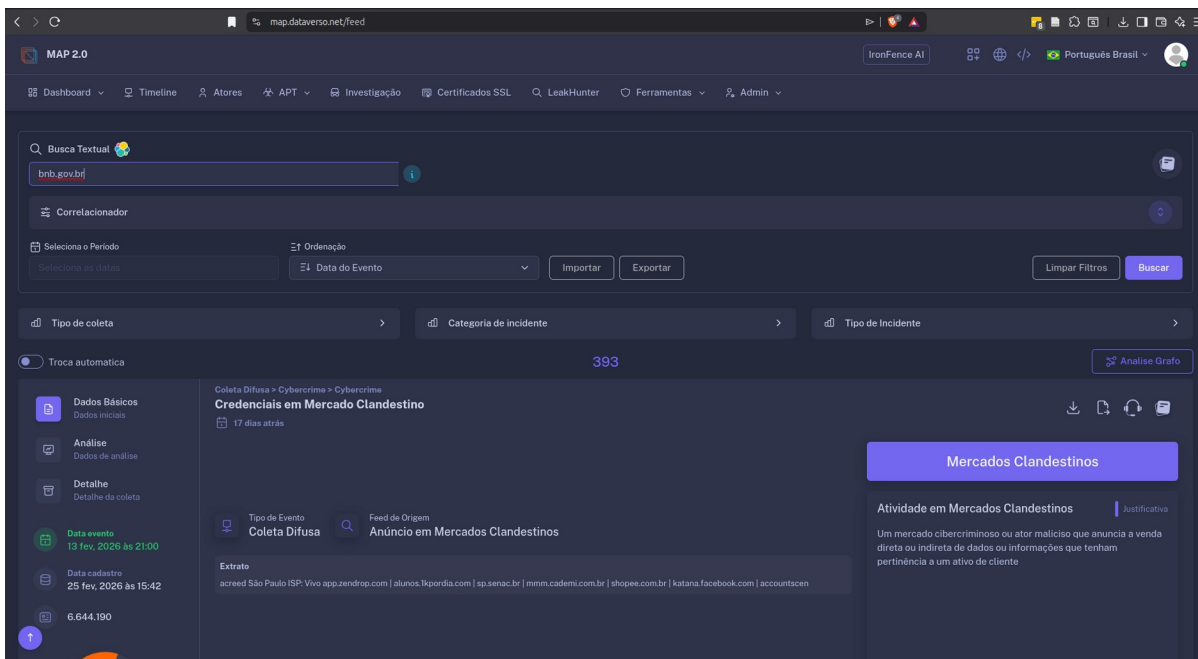 map.dataverso.net/feed
MAP 2.0
IronFence AI
Português Brasil
Dashboard
Timeline
Atores
APT
Investigação
Certificados SSL
LeakHunter
Ferramentas
Admin
Busca Textual
bnb.gov.br
Correlacionador
Seleciona o Período
Ordenação
Seleciona as datas
Data do Evento
Importar
Exportar
Limpar Filtros
Buscar
Tipo de coleta
Categoria de incidente
Tipo de Incidente
Troca automatica
393
Analise Grafo
Dados Básicos
Dados iniciais
Análise
Dados de análise
Detalhe
Detalhe da coleta
Data evento
13 fev, 2026 às 21:00
Data cadastro
25 fev, 2026 às 15:42
6.644.190
Coleta Difusa > Cybercrime > Cybercrime
Credenciais em Mercado Clandestino
17 dias atrás
Tipo de Evento
Coleta Difusa
Feed de Origem
Anúncio em Mercados Clandestinos
Extrato
acreed São Paulo ISP: Vivo app.zendrop.com | alunos.1kpordia.com | sp.senac.br | mmm.cademi.com.br | shopee.com.br | katana.facebook.com | accountscen
Mercados Clandestinos
Atividade em Mercados Clandestinos
Justificativa
Um mercado cibercriminoso ou ator maliciso que anuncia a venda
direta ou indireta de dados ou informações que tenham
pertinência a um ativo de cliente